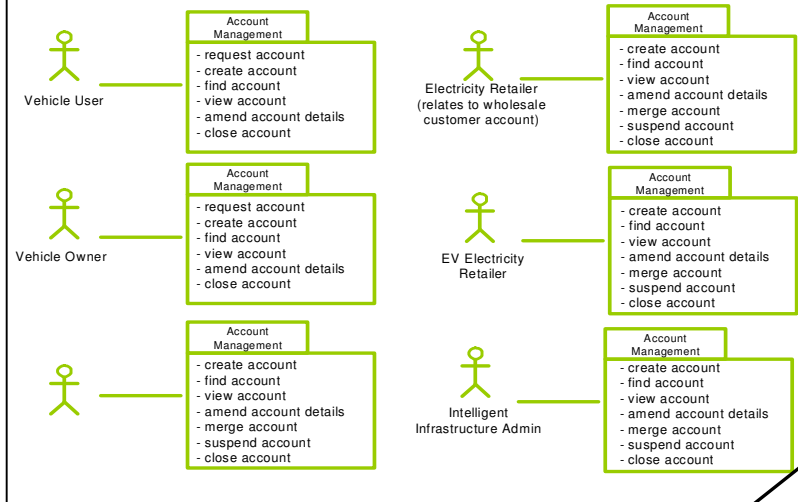 Account
Management
- request account
- create account
- find account
- view account
- amend account details
- close account
Vehicle User
Account
Management
- create account
- find account
- view account
- amend account details
- merge account
- suspend account
- close account
Electricity Retailer
(relates to wholesale
customer account)
Account
Management
- request account
- create account
- find account
- view account
- amend account details
- close account
Vehicle Owner
Account
Management
- create account
- find account
- view account
- amend account details
- merge account
- suspend account
- close account
EV Electricity
Retailer
Account
Management
- create account
- find account
- view account
- amend account details
- merge account
- suspend account
- close account
Account
Management
- create account
- find account
- view account
- amend account details
- merge account
- suspend account
- close account
Intelligent
Infrastructure Admin